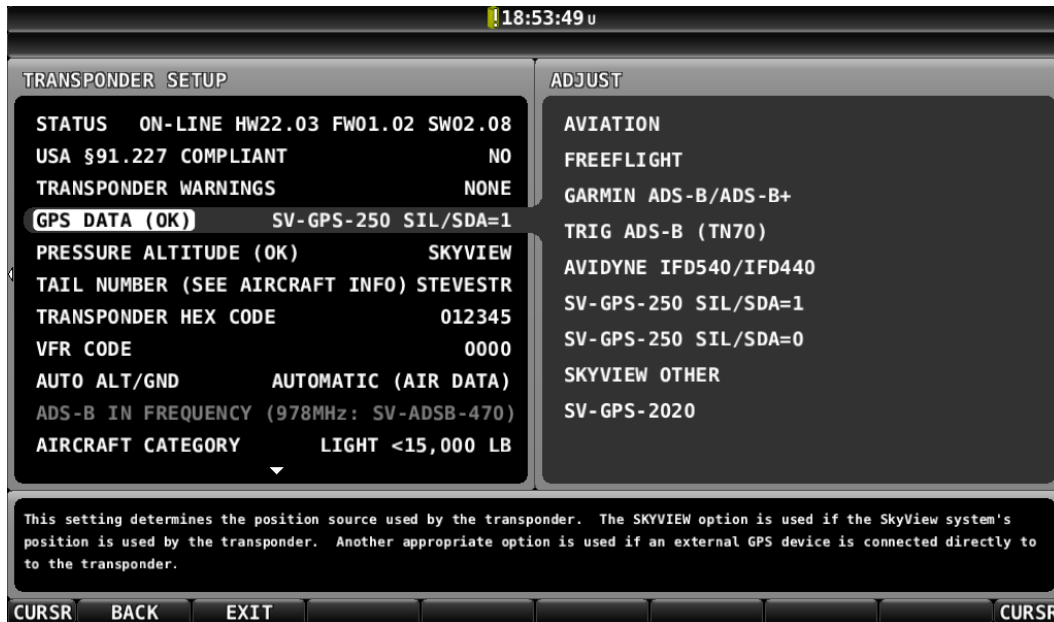 !18:53:49 U
TRANSPONDER SETUP
STATUS ON-LINE HW22.03 FW01.02 SW02.08
USA §91.227 COMPLIANT NO
TRANSPONDER WARNINGS NONE
GPS DATA (OK) SV-GPS-250 SIL/SDA=1
PRESSURE ALTITUDE (OK) SKYVIEW
TAIL NUMBER (SEE AIRCRAFT INFO) STEVESTR
TRANSPONDER HEX CODE 012345
VFR CODE 0000
AUTO ALT/GND AUTOMATIC (AIR DATA)
ADS-B IN FREQUENCY (978MHz: SV-ADSB-470)
AIRCRAFT CATEGORY LIGHT <15,000 LB
ADJUST
AVIATION
FREEFLIGHT
GARMIN ADS-B/ADS-B+
TRIG ADS-B (TN70)
AVIDYNE IFD540/IFD440
SV-GPS-250 SIL/SDA=1
SV-GPS-250 SIL/SDA=0
SKYVIEW OTHER
SV-GPS-2020
This setting determines the position source used by the transponder. The SKYVIEW option is used if the SkyView system's
position is used by the transponder. Another appropriate option is used if an external GPS device is connected directly to
to the transponder.
CURSR BACK EXIT CURSR